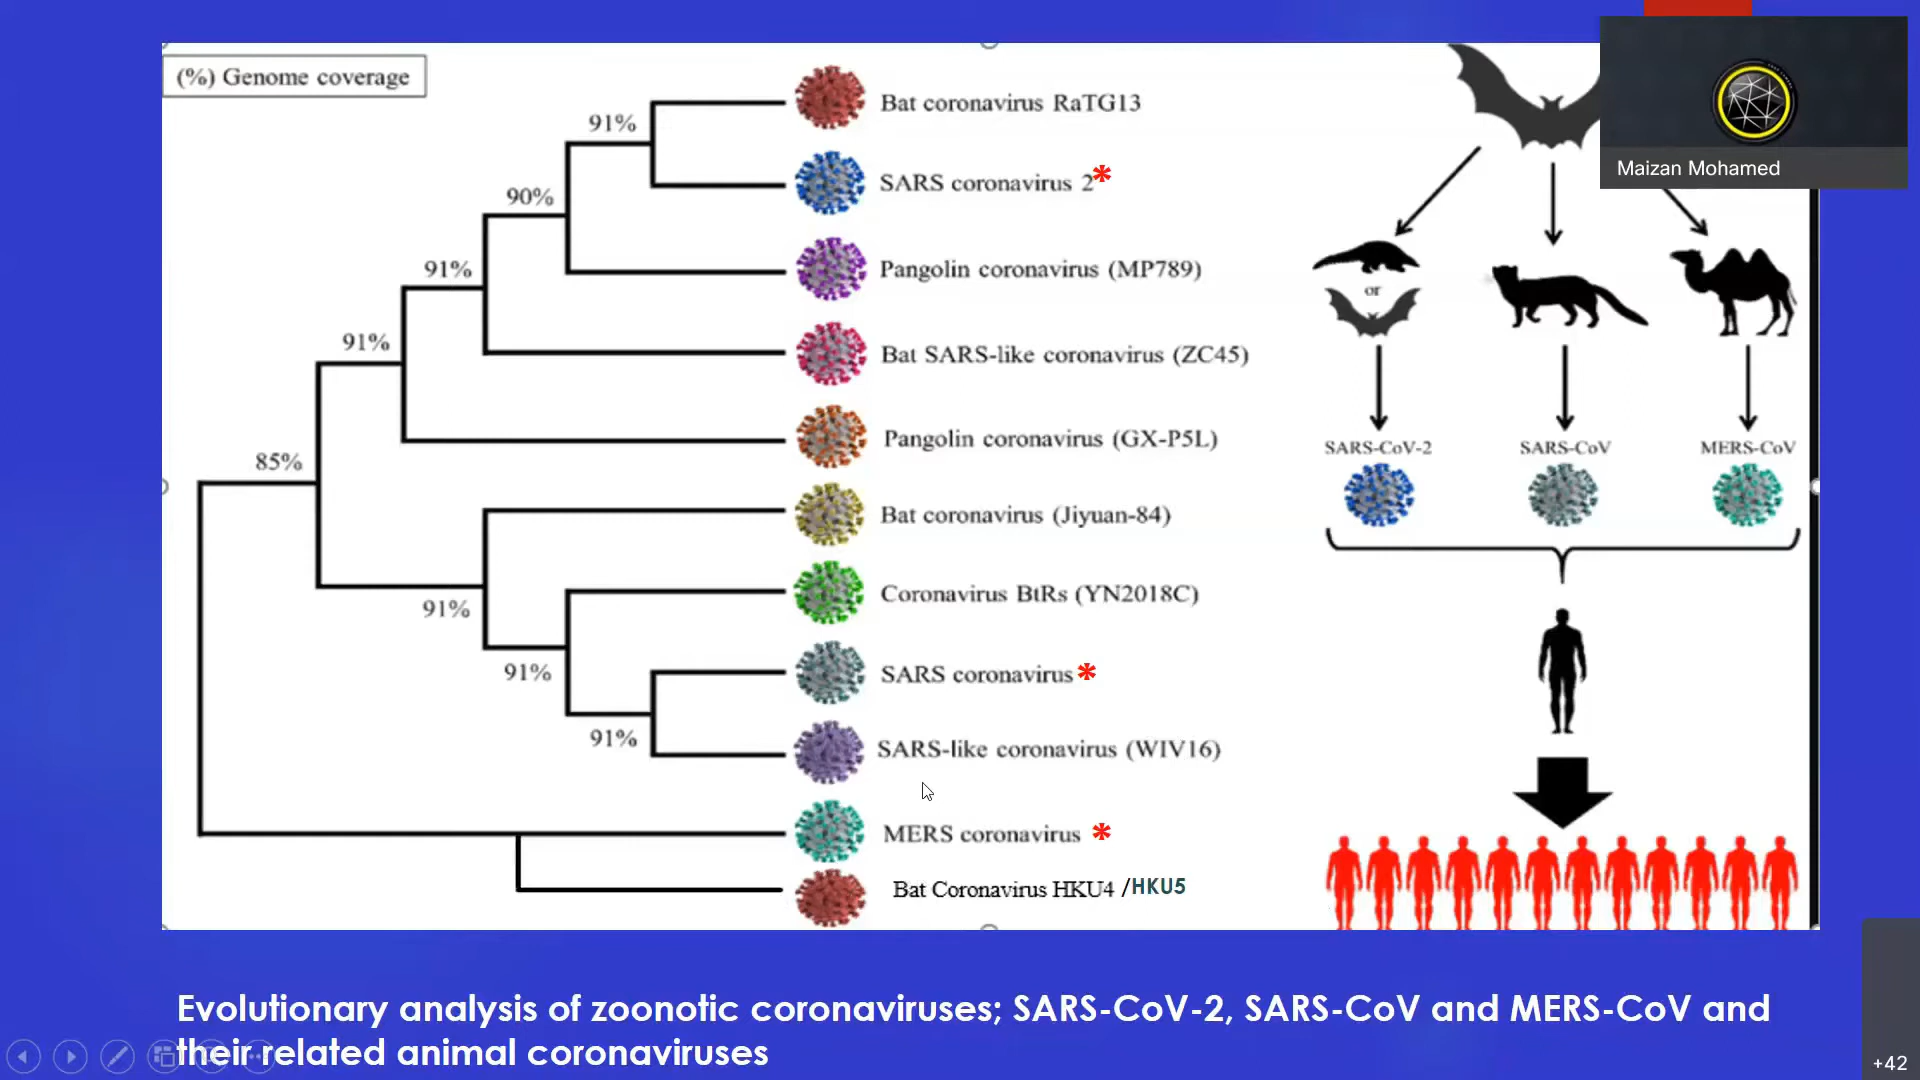 (%) Genome coverage
Maizan Mohamed
91%
Bat coronavirus RaTG13
SARS coronavirus 2*
90%
Pangolin coronavirus (MP789)
91%
or
Bat SARS-like coronavirus (ZC45)
91%
Pangolin coronavirus (GX-P5L)
SARS-CoV-2
SARS-CoV
MERS-CoV
85%
Bat coronavirus (Jiyuan-84)
91%
Coronavirus BtRs (YN2018C)
91%
SARS coronavirus*
91%
SARS-like coronavirus (WIV16)
MERS coronavirus *
Bat Coronavirus HKU4 /HKU5
Evolutionary analysis of zoonotic coronaviruses; SARS-CoV-2, SARS-CoV and MERS-CoV and
their related animal coronaviruses
+42